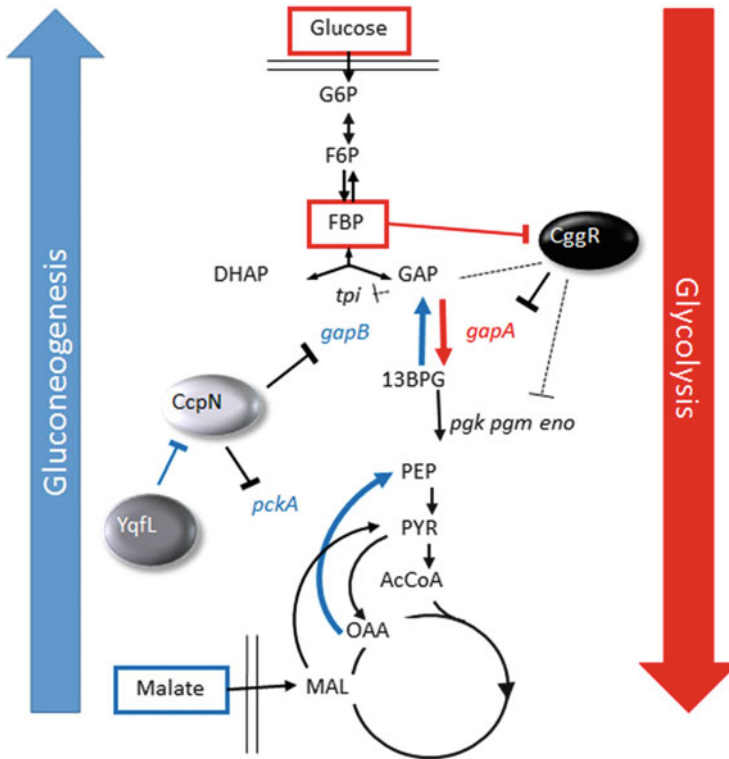 Glucose
G6P
F6P
FBP
CggR
DHAP
GAP
tpi
gapB
gapA
13BPG
CcpN
pgk pgm eno
PEP
pckA
YqfL
PYR
AcCoA
OAA
Malate
MAL
Gluconeogenesis
Glycolysis